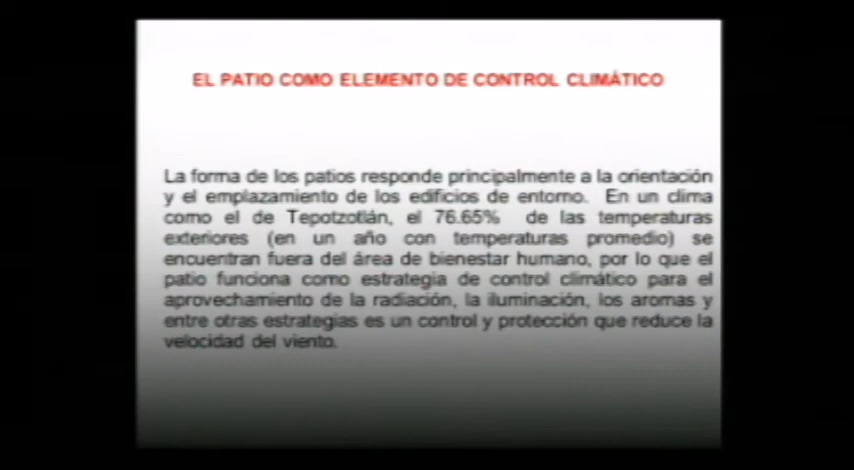 EL PATIO COMO ELEMENTO DE CONTROL CLIMÁTICO
La forma de los patios responde principalmente a la orientación
y el emplazamiento de los edificios de entorno. En un clima
como el de Tepotzotlán, el 76.65% de las temperaturas
exteriores (en un año con temperaturas promedio) se
encuentran fuera del área de bienestar humano, por lo que el
patio funciona como estrategia de control climático para el
aprovechamiento de la radiación, la iluminación, los aromas y
entre otras estrategias es un control y protección que reduce la
velocidad del viento.